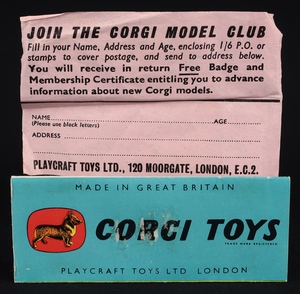 JOIN THE CORGI MODEL CLUB
Fill in your Name, Address and Age, enclosing 1/6 P.O. or
stamps to cover postage, and send to address below.
You will receive in return Free Badge and
Membership Certificate entitling you to advance
information about new Corgi models.
NAME AGE
(Please use block letters)
ADDRESS
PLAYCRAFT TOYS LTD., 120 MOORGATE, LONDON, E.C.2.
MADE IN GREAT BRITAIN
CORGI TOYS
TRADE MARK REGISTERED
PLAYCRAFT TOYS LTD LONDON